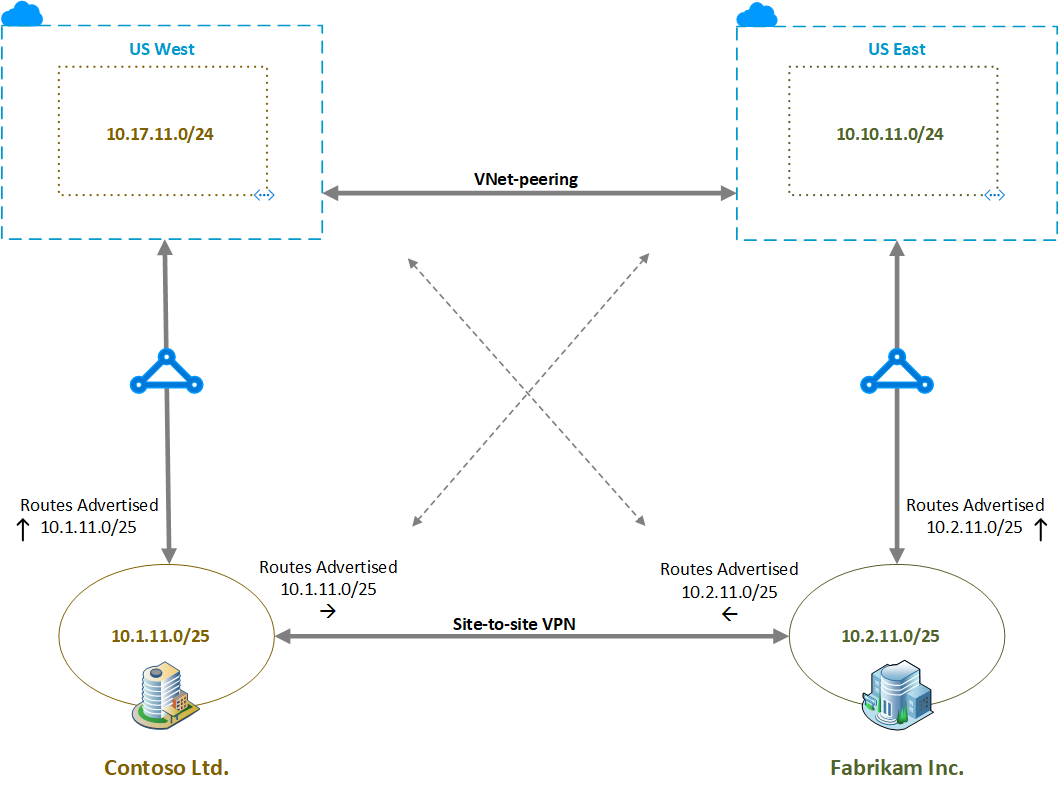 US West
US East
10.17.11.0/24
10.10.11.0/24
VNet-peering
Routes Advertised
10.1.11.0/25
Routes Advertised
10.2.11.0/25
Routes Advertised
10.1.11.0/25
Routes Advertised
10.2.11.0/25
Site-to-site VPN
10.1.11.0/25
10.2.11.0/25
Contoso Ltd.
Fabrikam Inc.